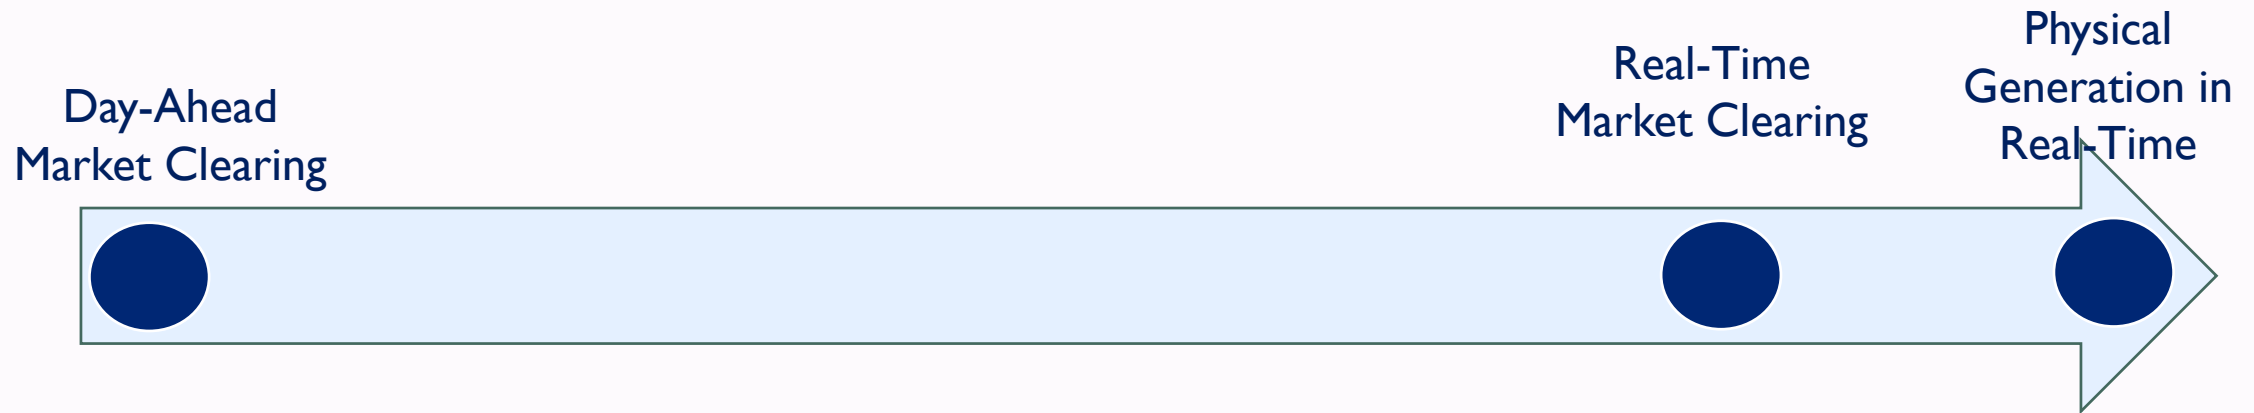 Day-Ahead
Market Clearing
Real-Time
Market Clearing
Physical
Generation in
Real-Time